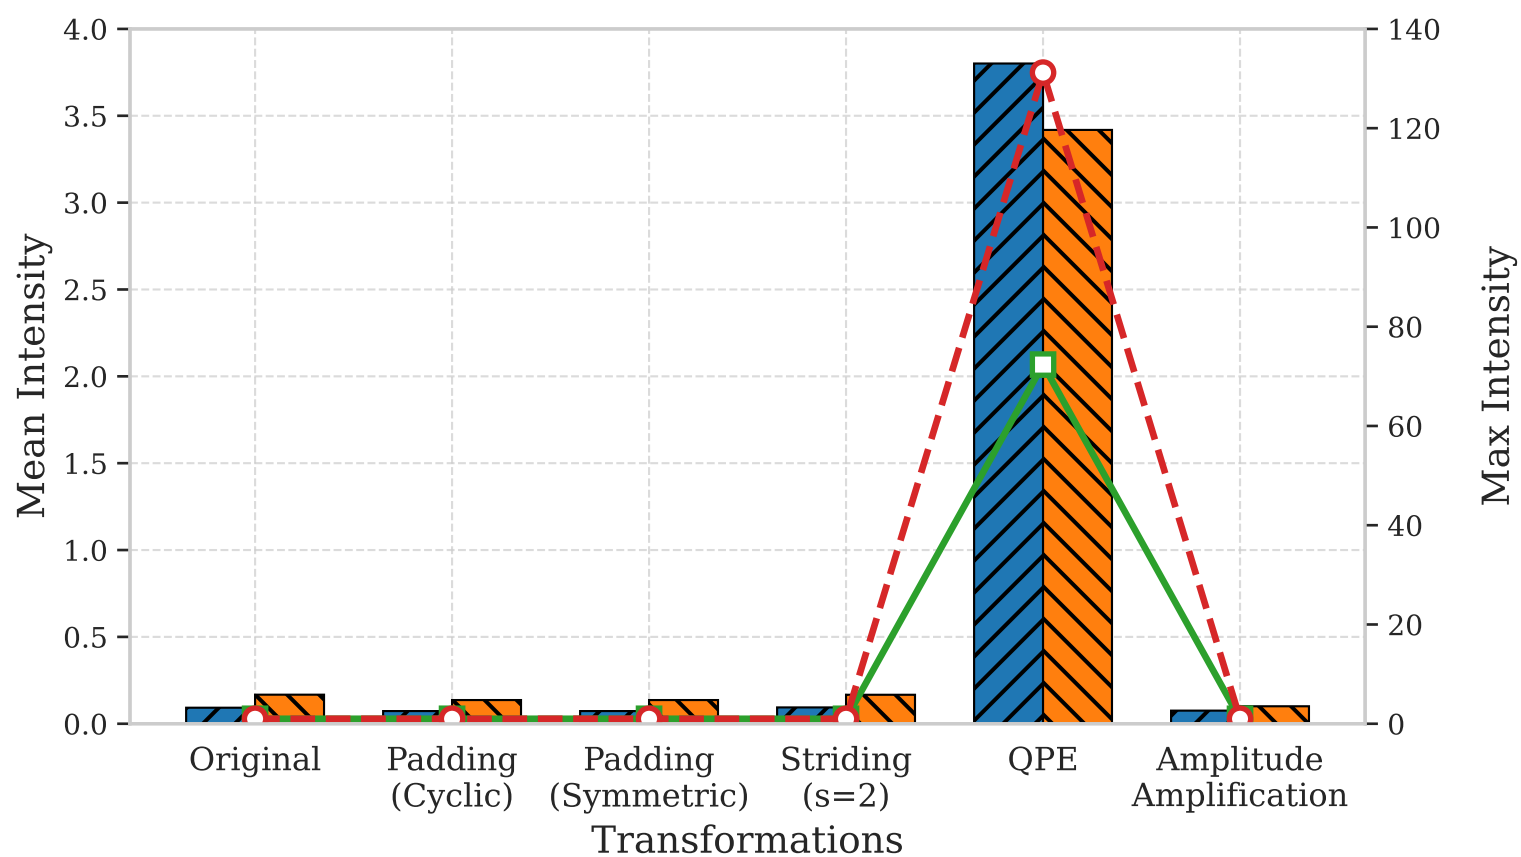 4.0
3.5
3.0
2.5
2.0
1.5
1.0
0.5
0.0
Mean Intensity
140
120
100
80
60
40
20
0
Max Intensity
Original
Padding
(Cyclic)
Padding
(Symmetric)
Striding
(s=2)
QPE
Amplitude
Amplification
Transformations